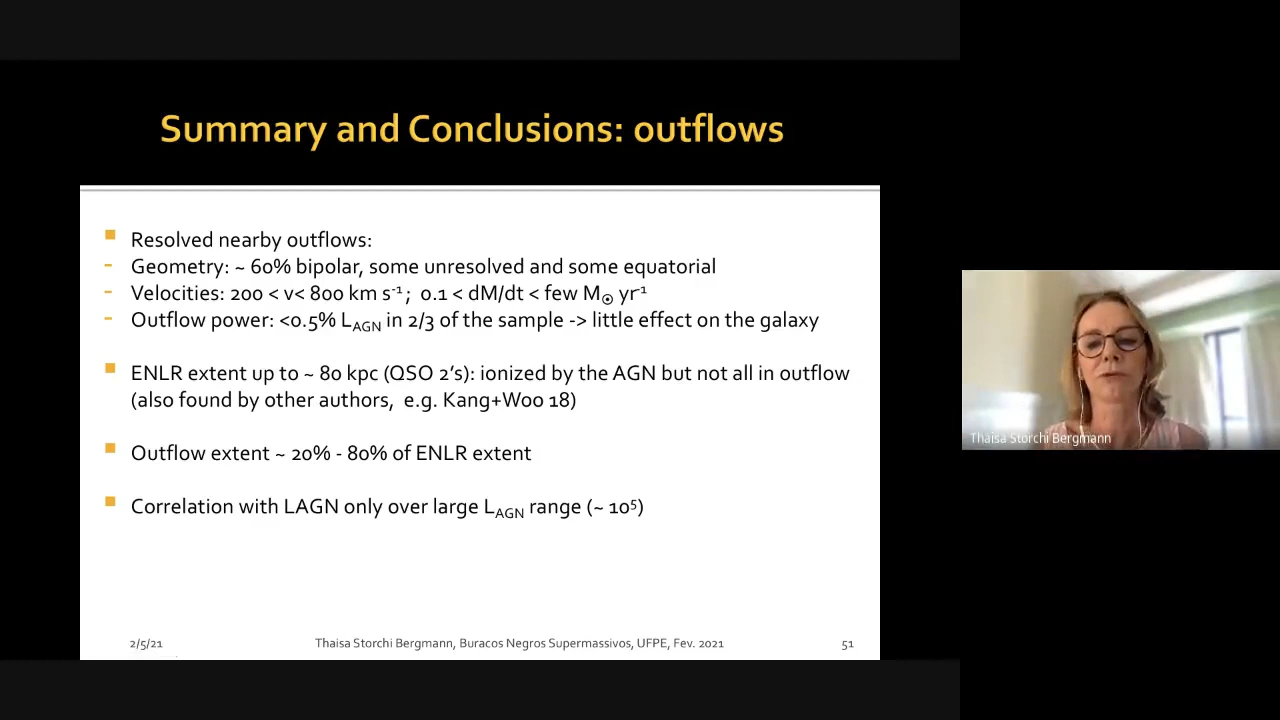 Summary and Conclusions: outflows
Resolved nearby outflows:
- Geometry: ~ 60% bipolar, some unresolved and some equatorial
- Velocities: 200 < v< 800 km s⁻¹; 0.1 < dM/dt < few M⊙ yr⁻¹
- Outflow power: <0.5% L_AGN in 2/3 of the sample -> little effect on the galaxy
ENLR extent up to ~ 80 kpc (QSO 2's): ionized by the AGN but not all in outflow
(also found by other authors, e.g. Kang+Woo 18)
Outflow extent ~ 20% - 80% of ENLR extent
Correlation with LAGN only over large L_AGN range (~ 10⁵)
Thaisa Storchi Bergmann
2/5/21
Thaisa Storchi Bergmann, Buracos Negros Supermassivos, UFPE, Fev. 2021
51